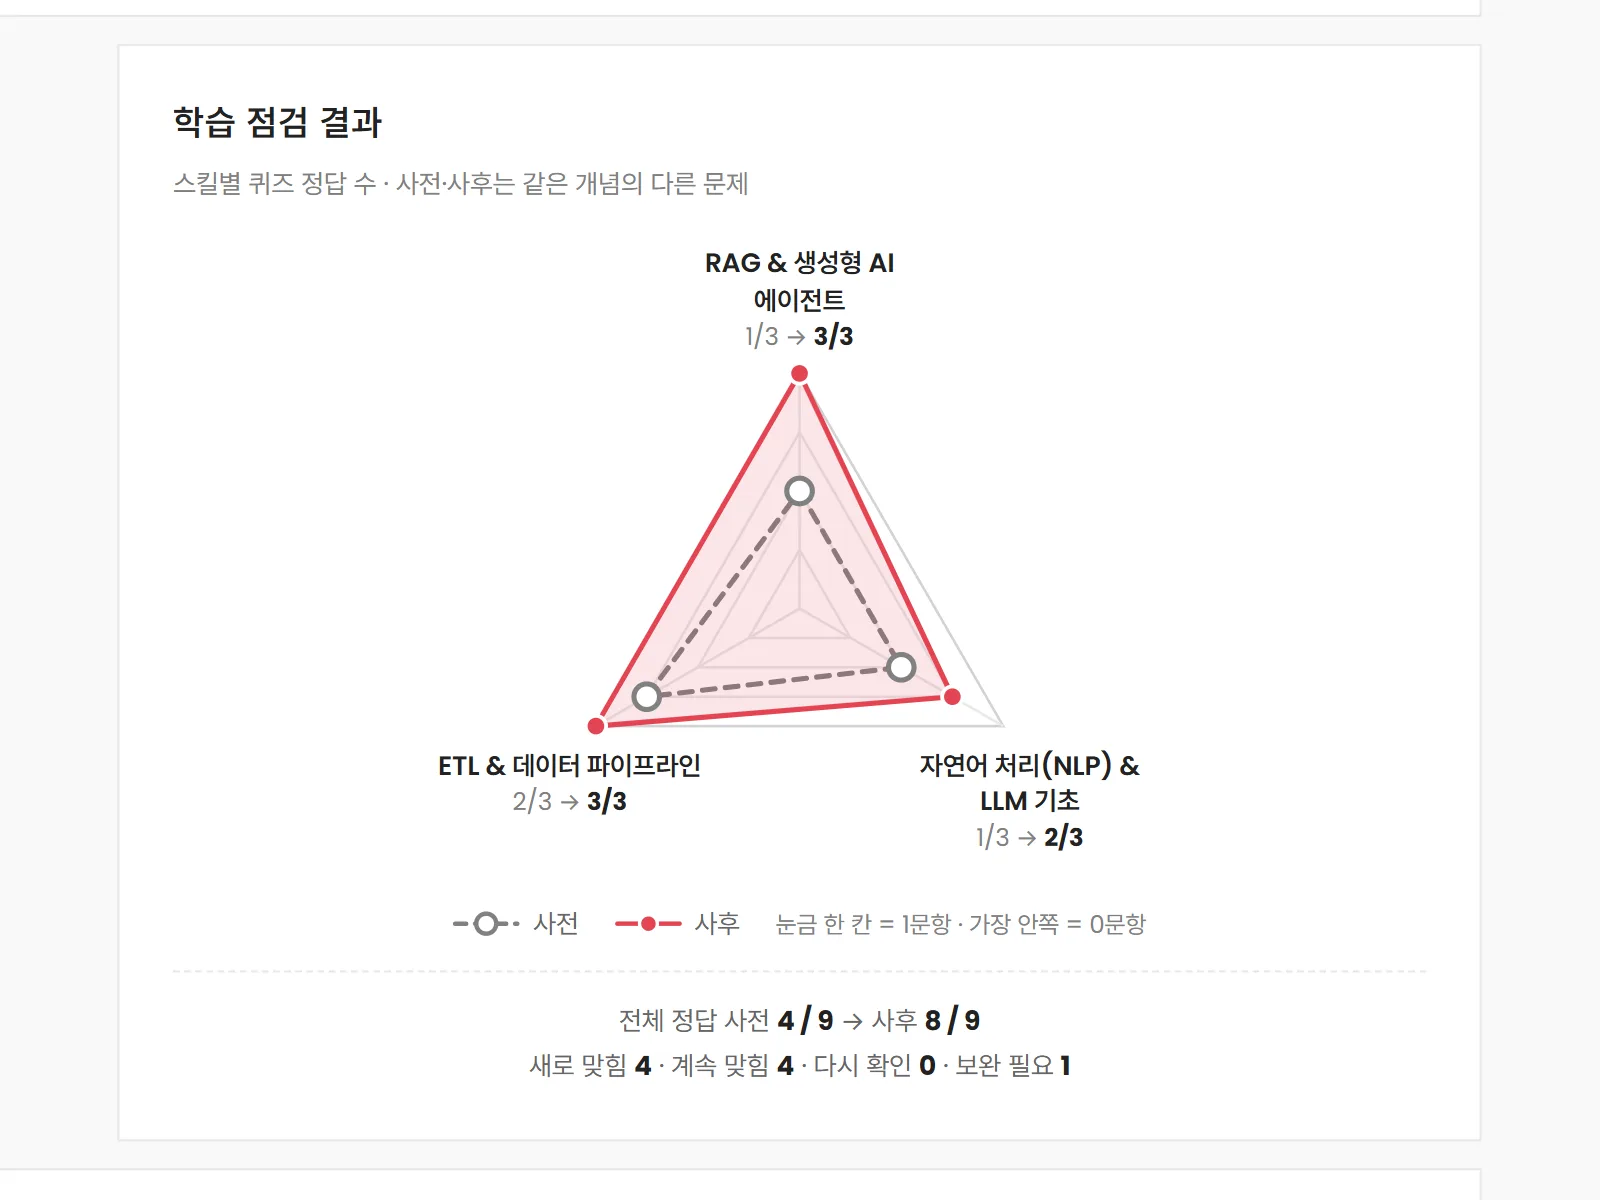 학습 점검 결과
스킬별 퀴즈 정답 수 · 사전·사후는 같은 개념의 다른 문제
RAG & 생성형 AI
에이전트
1/3 → 3/3
ETL & 데이터 파이프라인
2/3 → 3/3
자연어 처리(NLP) &
LLM 기초
1/3 → 2/3
사전 사후 눈금 한 칸 = 1문항 · 가장 안쪽 = 0문항
전체 정답 사전 4 / 9 → 사후 8 / 9
새로 맞힘 4 · 계속 맞힘 4 · 다시 확인 0 · 보완 필요 1